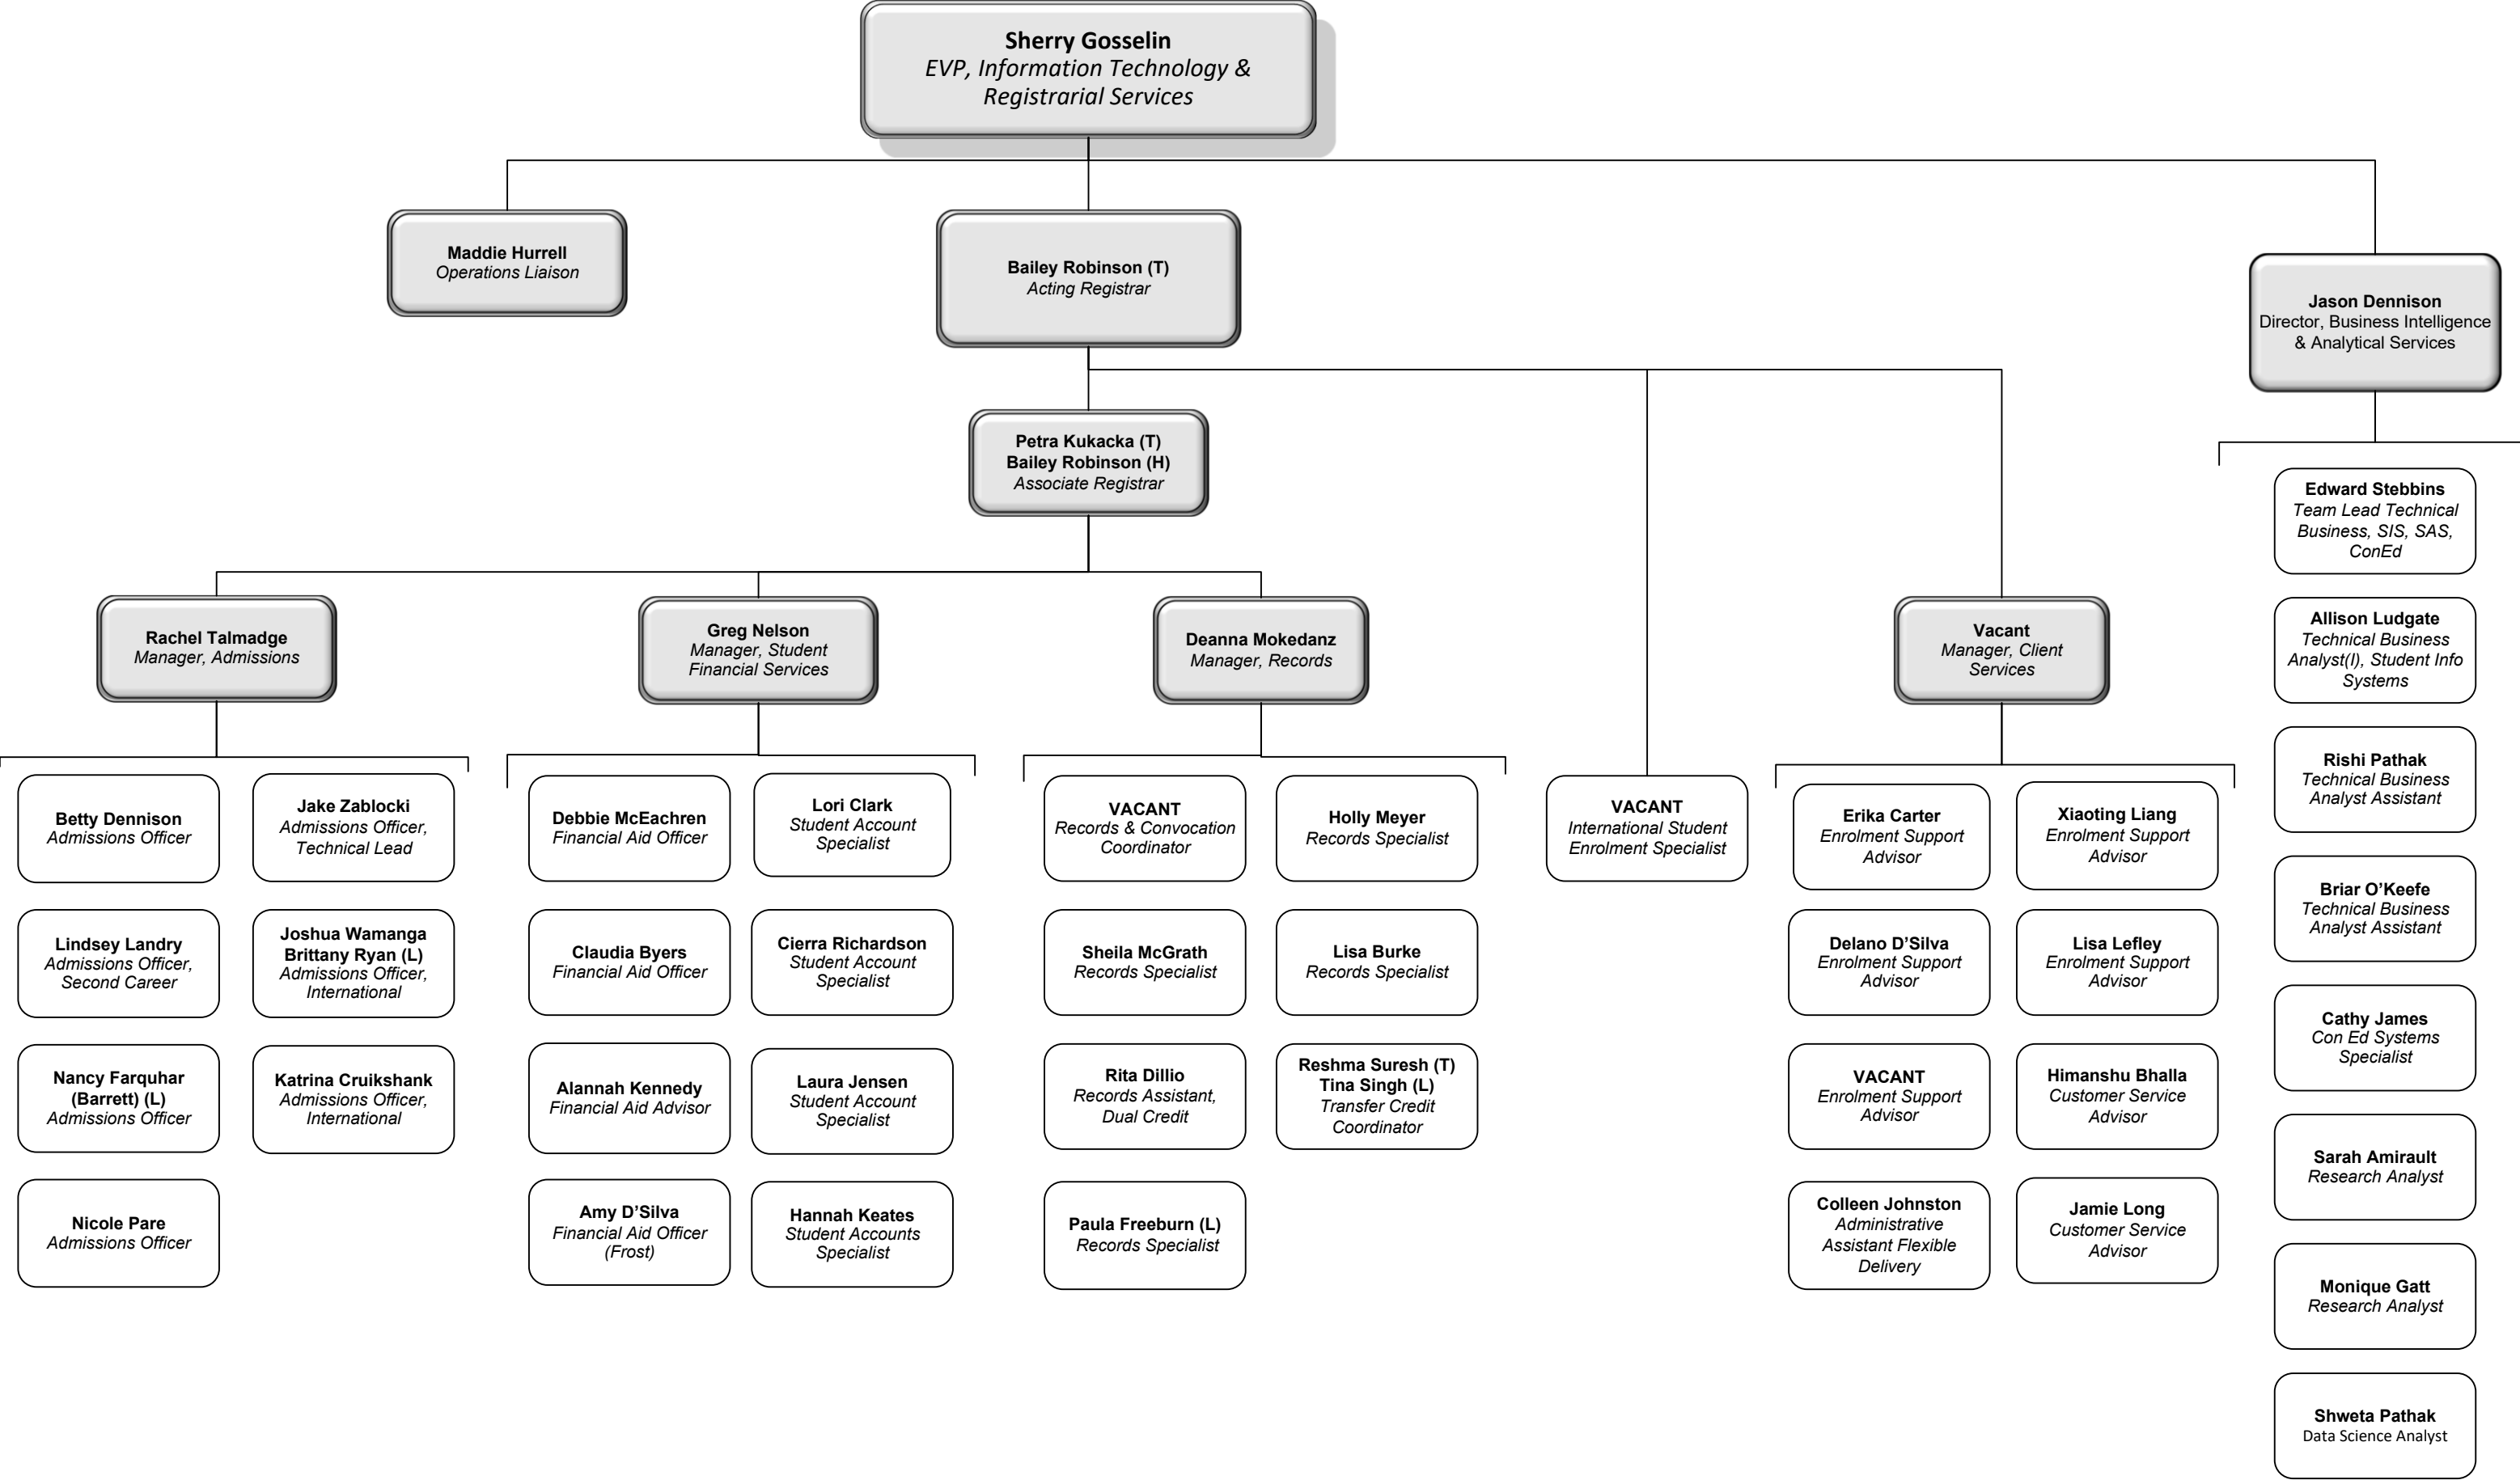 Sherry Gosselin
EVP, Information Technology &
Registrarial Services
Maddie Hurrell
Operations Liaison
Bailey Robinson (T)
Acting Registrar
Jason Dennison
Director, Business Intelligence
& Analytical Services
Petra Kukacka (T)
Bailey Robinson (H)
Associate Registrar
Rachel Talmadge
Manager, Admissions
Greg Nelson
Manager, Student
Financial Services
Deanna Mokedanz
Manager, Records
Vacant
Manager, Client
Services
Betty Dennison
Admissions Officer
Lindsey Landry
Admissions Officer,
Second Career
Nancy Farquhar
(Barrett) (L)
Admissions Officer
Nicole Pare
Admissions Officer
Jake Zablocki
Admissions Officer,
Technical Lead
Joshua Wamanga
Brittany Ryan (L)
Admissions Officer,
International
Katrina Cruikshank
Admissions Officer,
International
Debbie McEachren
Financial Aid Officer
Claudia Byers
Financial Aid Officer
Alannah Kennedy
Financial Aid Advisor
Amy D’Silva
Financial Aid Officer
(Frost)
Lori Clark
Student Account
Specialist
Cierra Richardson
Student Account
Specialist
Laura Jensen
Student Account
Specialist
Hannah Keates
Student Accounts
Specialist
VACANT
Records & Convocation
Coordinator
Sheila McGrath
Records Specialist
Rita Dillio
Records Assistant,
Dual Credit
Paula Freeburn (L)
Records Specialist
Holly Meyer
Records Specialist
Lisa Burke
Records Specialist
Reshma Suresh (T)
Tina Singh (L)
Transfer Credit
Coordinator
VACANT
International Student
Enrolment Specialist
Erika Carter
Enrolment Support
Advisor
Delano D’Silva
Enrolment Support
Advisor
VACANT
Enrolment Support
Advisor
Colleen Johnston
Administrative
Assistant Flexible
Delivery
Xiaoting Liang
Enrolment Support
Advisor
Lisa Lefley
Enrolment Support
Advisor
Himanshu Bhalla
Customer Service
Advisor
Jamie Long
Customer Service
Advisor
Edward Stebbins
Team Lead Technical
Business, SIS, SAS,
ConEd
Allison Ludgate
Technical Business
Analyst(I), Student Info
Systems
Rishi Pathak
Technical Business
Analyst Assistant
Briar O’Keefe
Technical Business
Analyst Assistant
Cathy James
Con Ed Systems
Specialist
Sarah Amirault
Research Analyst
Monique Gatt
Research Analyst
Shweta Pathak
Data Science Analyst